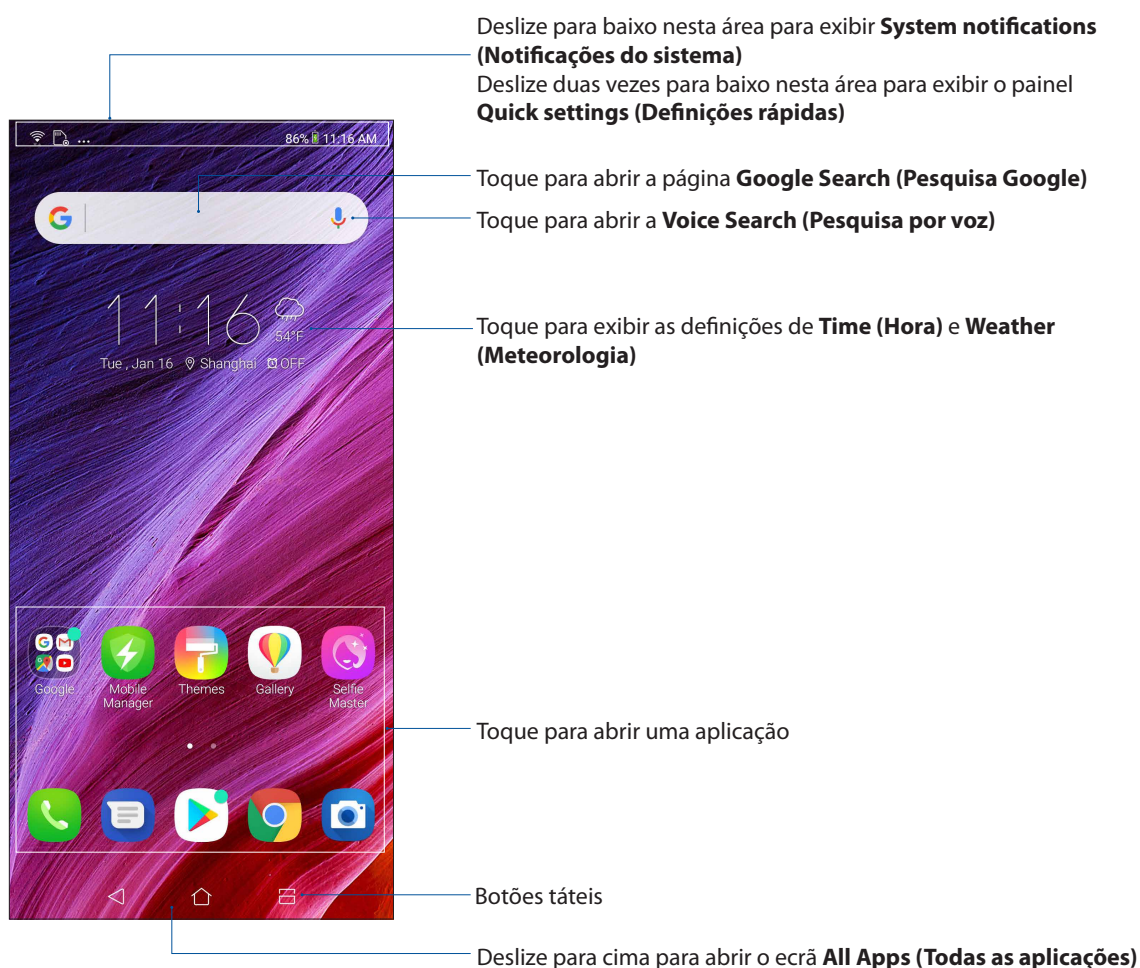 Deslize para baixo nesta área para exibir System notifications
(Notificações do sistema)
Deslize duas vezes para baixo nesta área para exibir o painel
Quick settings (Definições rápidas)
... 86% 11:16 AM
Toque para abrir a página Google Search (Pesquisa Google)
G
Toque para abrir a Voice Search (Pesquisa por voz)
11:16
54°F
Toque para exibir as definições de Time (Hora) e Weather
(Meteorologia)
Tue , Jan 16 Shanghai OFF
Google
Mobile
Manager
Themes
Gallery
Selfie
Master
Toque para abrir uma aplicação
Botões táteis
Deslize para cima para abrir o ecrã All Apps (Todas as aplicações)